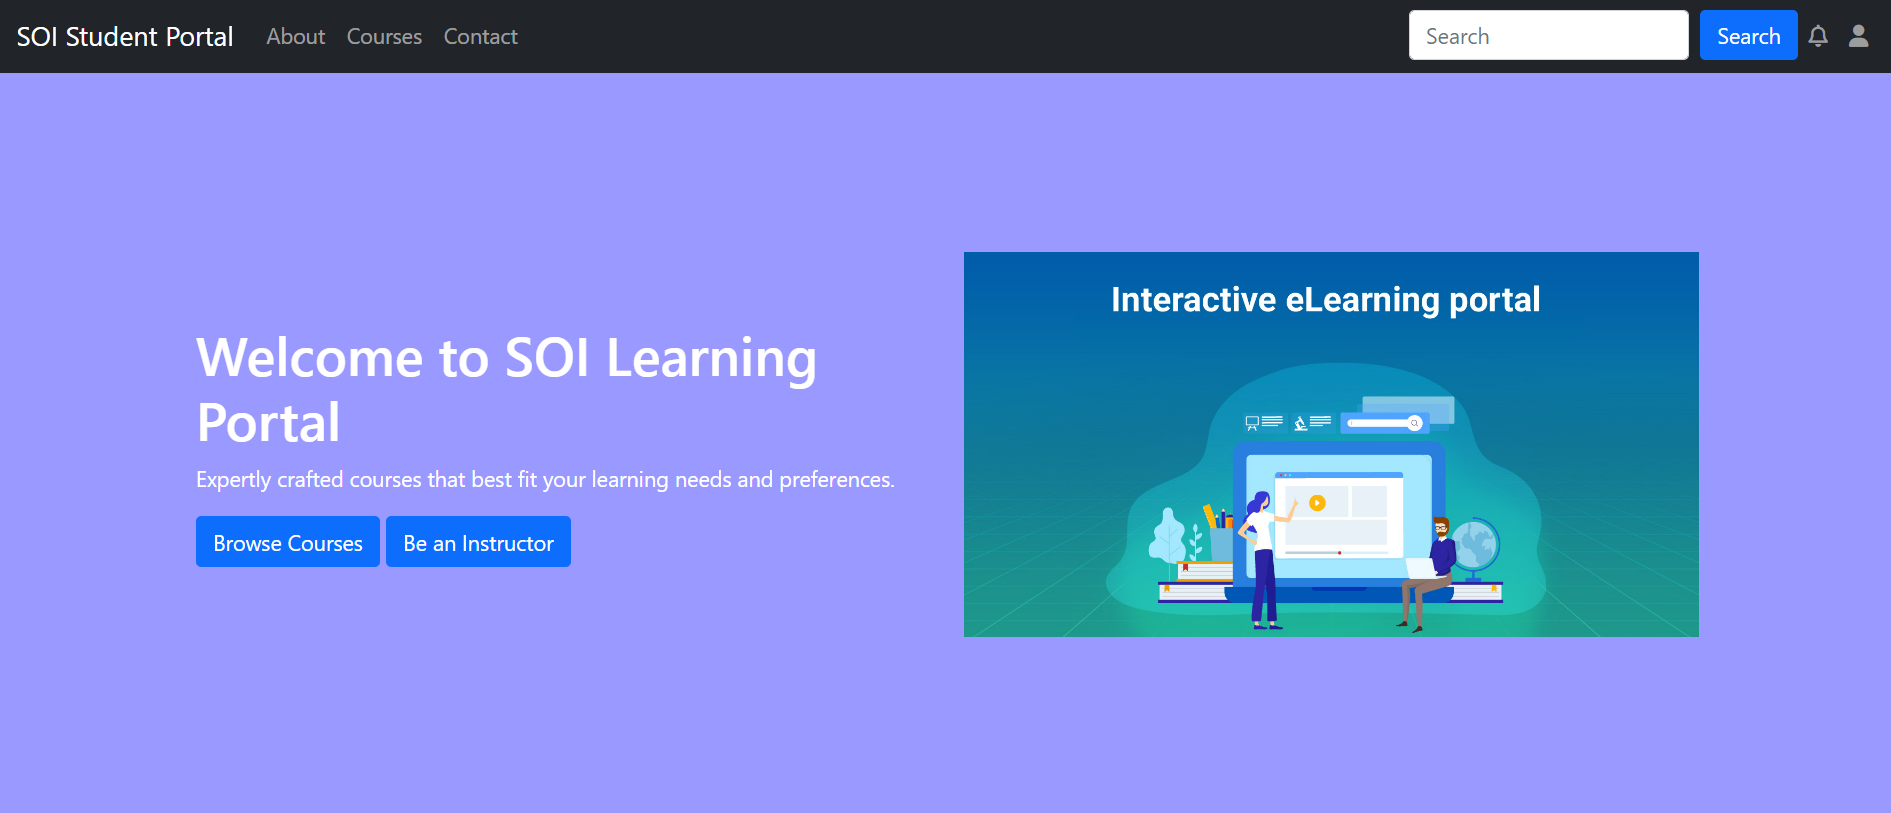 SOI Student Portal About Courses Contact Search Search
Interactive eLearning portal
Welcome to SOI Learning
Portal
Expertly crafted courses that best fit your learning needs and preferences.
Browse Courses Be an Instructor